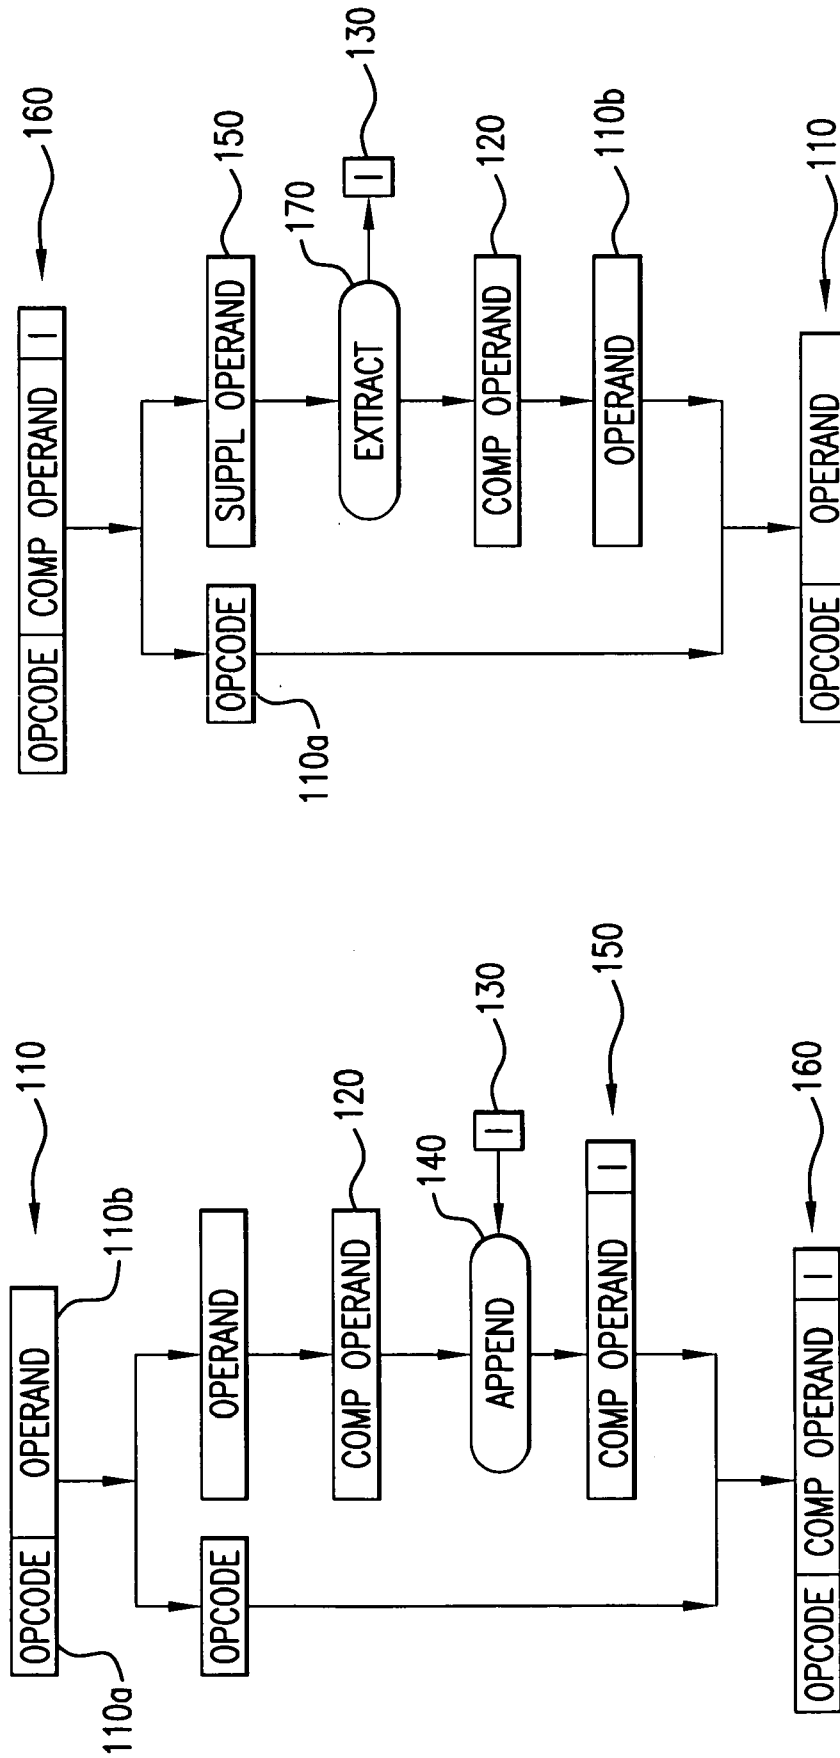 110
OPCODE OPERAND
110a
110b
OPCODE
OPERAND
COMP OPERAND
120
140
130
APPEND
I
150
COMP OPERAND I
160
OPCODE COMP OPERAND I
160
OPCODE COMP OPERAND I
150
OPCODE
SUPPL OPERAND
110a
170
130
EXTRACT
I
120
COMP OPERAND
110b
OPERAND
110
OPCODE OPERAND